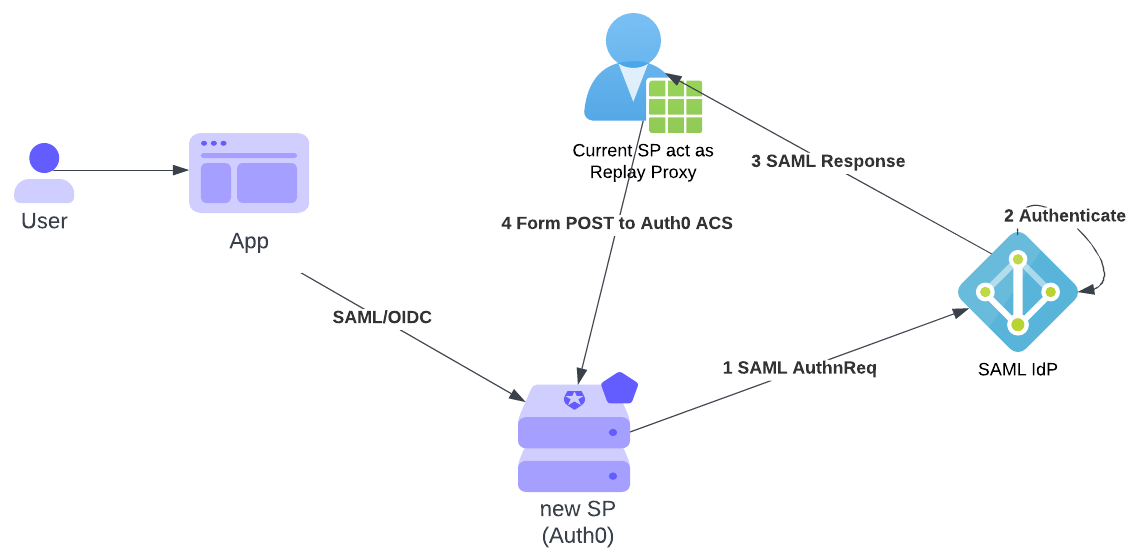 Current SP act as
Replay Proxy
3 SAML Response
2 Authenticate
User
App
4 Form POST to Auth0 ACS
SAML/OIDC
1 SAML AuthnReq
SAML IdP
new SP
(Auth0)